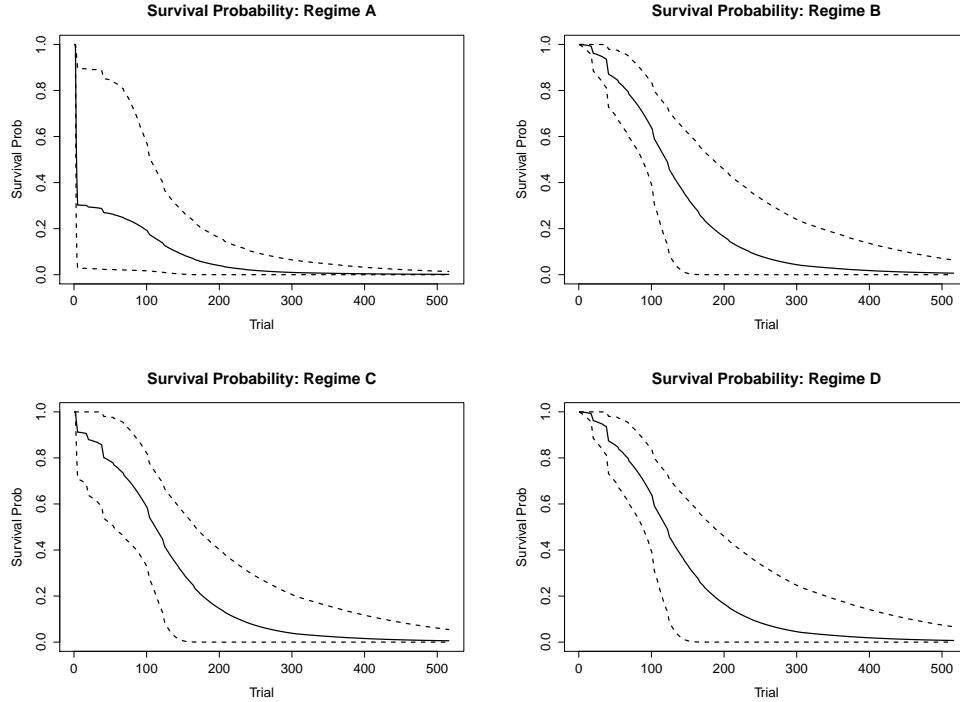 Survival Probability: Regime A
Survival Prob
0.0 0.2 0.4 0.6 0.8 1.0
0 100 200 300 400 500
Trial
Survival Probability: Regime B
Survival Prob
0.0 0.2 0.4 0.6 0.8 1.0
0 100 200 300 400 500
Trial
Survival Probability: Regime C
Survival Prob
0.0 0.2 0.4 0.6 0.8 1.0
0 100 200 300 400 500
Trial
Survival Probability: Regime D
Survival Prob
0.0 0.2 0.4 0.6 0.8 1.0
0 100 200 300 400 500
Trial